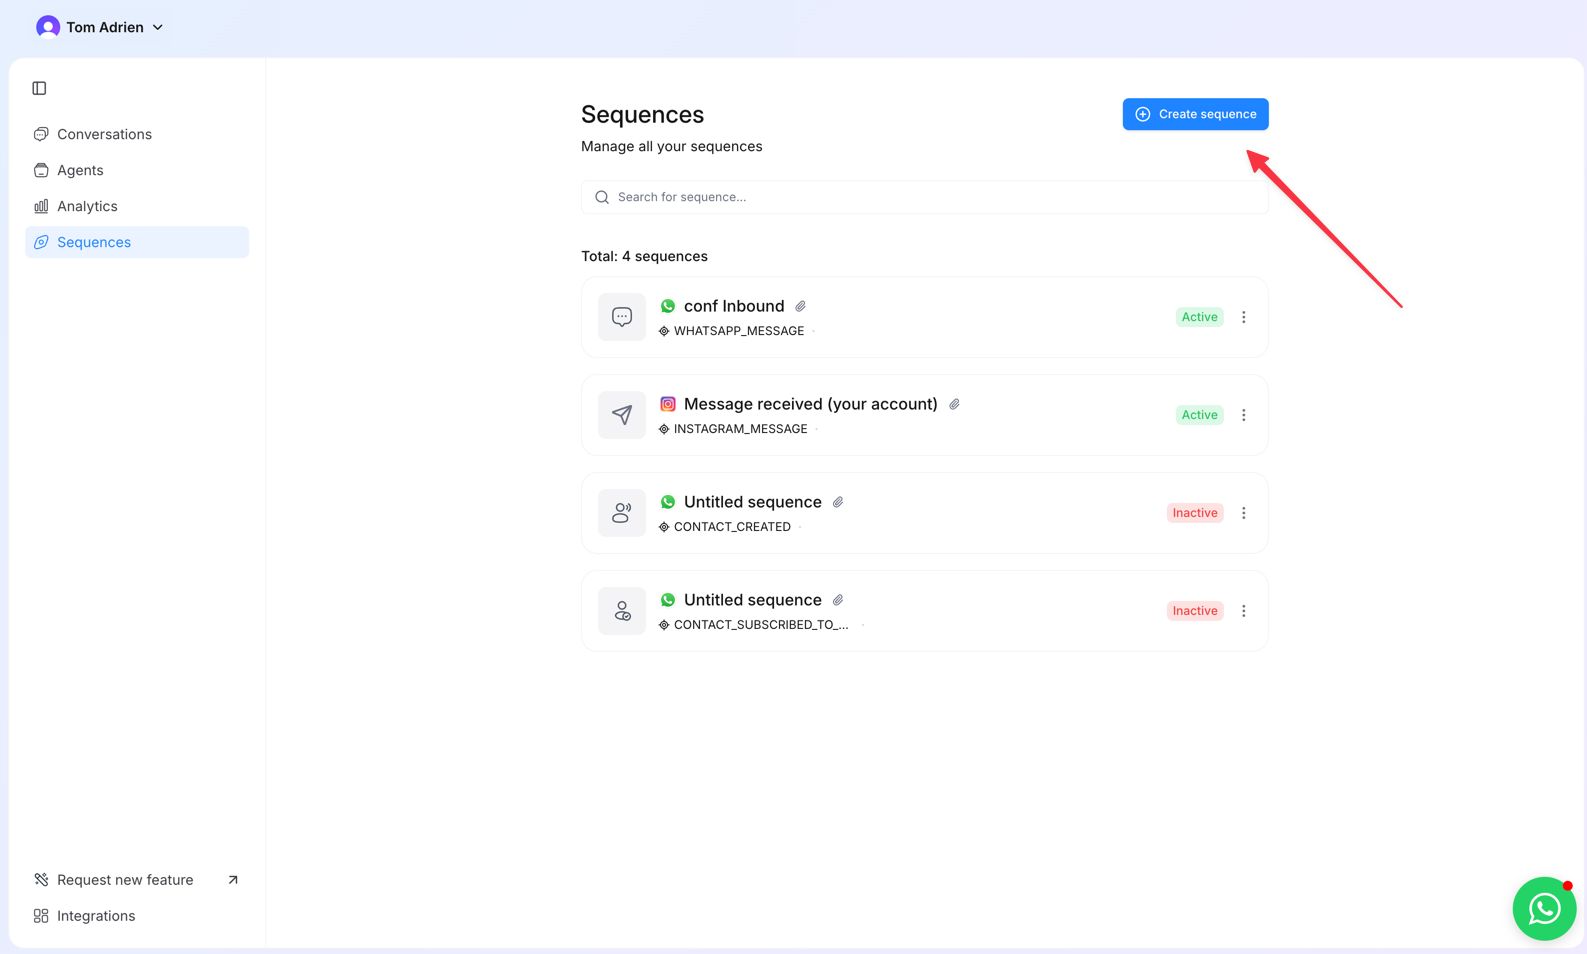 Tom Adrien
Conversations
Agents
Analytics
Sequences
Request new feature
Integrations
Sequences
Create sequence
Manage all your sequences
Search for sequence...
Total: 4 sequences
conf Inbound
WHATSAPP_MESSAGE
Active
Message received (your account)
INSTAGRAM_MESSAGE
Active
Untitled sequence
CONTACT_CREATED
Inactive
Untitled sequence
CONTACT_SUBSCRIBED_TO_...
Inactive